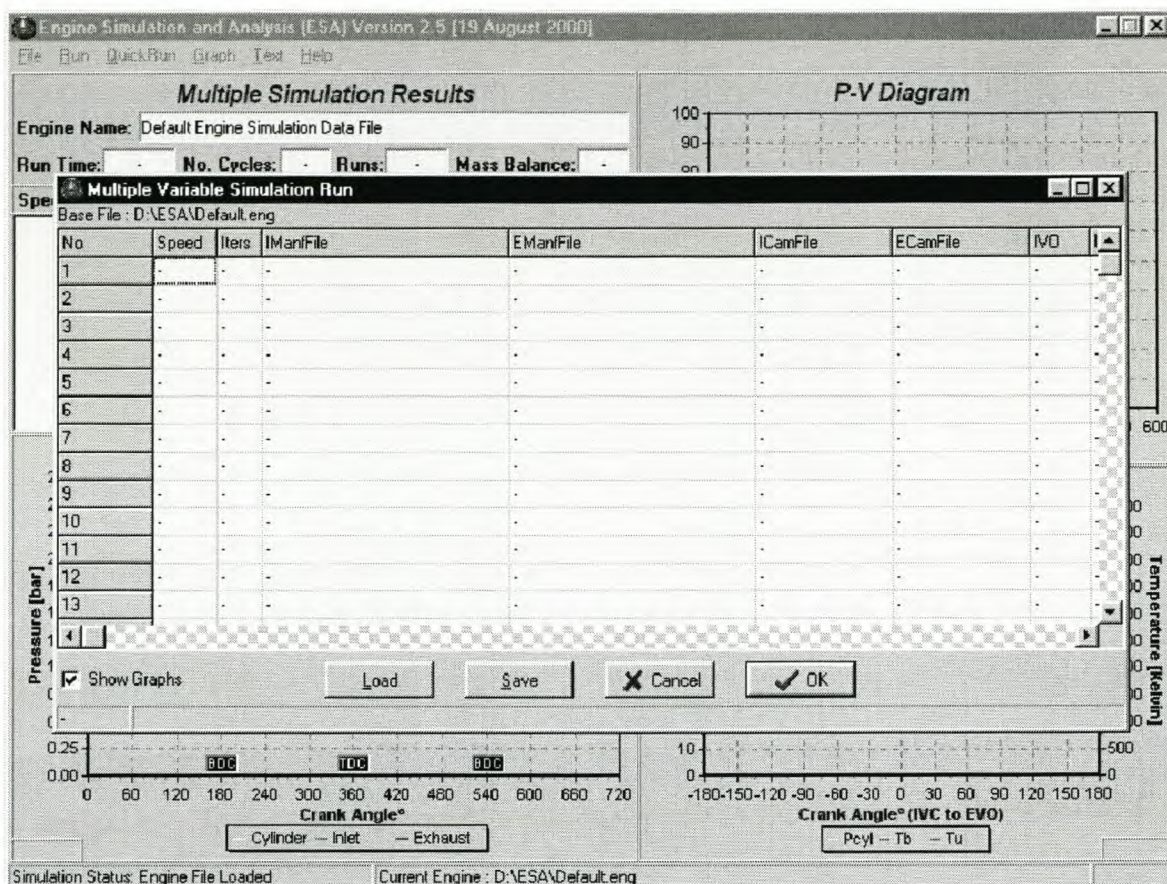 Engine Simulation and Analysis (ESA) Version 2.5 [19 August 2000]
File Run QuickRun Graph Text Help
Multiple Simulation Results
Engine Name: Default Engine Simulation Data File
Run Time: - No. Cycles: - Runs: - Mass Balance: -
P-V Diagram
100
90
80
600
Multiple Variable Simulation Run
Base File : D:\ESA\Default.eng
No Speed Iters IManfFile EManfFile ICamFile ECamFile IVO
1 - - - - - - - -
2 - - - - - - - -
3 - - - - - - - -
4 - - - - - - - -
5 - - - - - - - -
6 - - - - - - - -
7 - - - - - - - -
8 - - - - - - - -
9 - - - - - - - -
10 - - - - - - - -
11 - - - - - - - -
12 - - - - - - - -
13 - - - - - - - -
Show Graphs Load Save Cancel OK
-
Pressure [bar]
0.25
0.00
BDC TDC BDC
0 60 120 180 240 300 360 420 480 540 600 660 720
Crank Angle°
Cylinder — Inlet — Exhaust
Temperature [Kelvin]
10 500
0 0
-180 -150 -120 -90 -60 -30 0 30 60 90 120 150 180
Crank Angle° (IVC to EVO)
Pcyl — Tb — Tu
Simulation Status: Engine File Loaded
Current Engine : D:\ESA\Default.eng